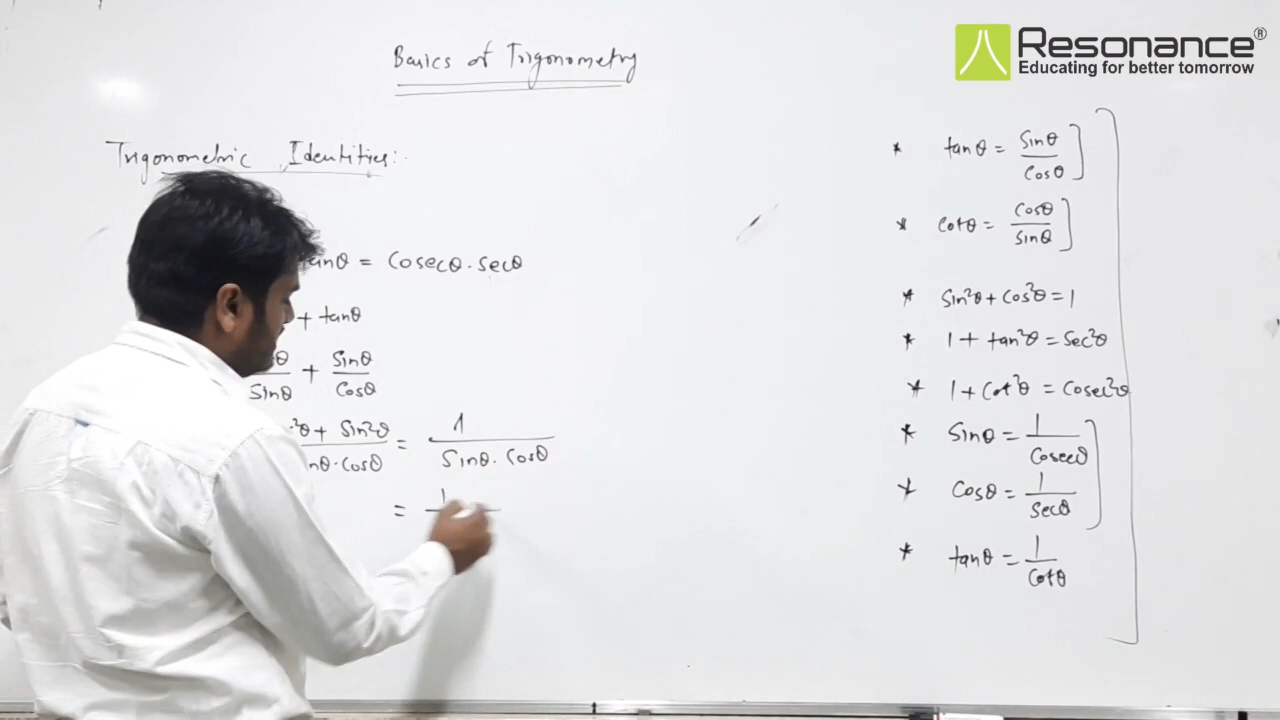 Resonance®
Educating for better tomorrow
Basics of Trigonometry
Trigonometric Identities:-
tanθ = Cosecθ · secθ
+ tanθ
Sinθ + Sinθ/Cosθ
²θ + Sin²θ/Cosθ = 1/Sinθ · Cosθ
= 1
* tanθ = Sinθ/Cosθ
* Cotθ = Cosθ/Sinθ
* Sin²θ + Cos²θ = 1
* 1 + tan²θ = Sec²θ
* 1 + Cot²θ = Cosec²θ
* Sinθ = 1/Cosecθ
* Cosθ = 1/Secθ
* tanθ = 1/Cotθ